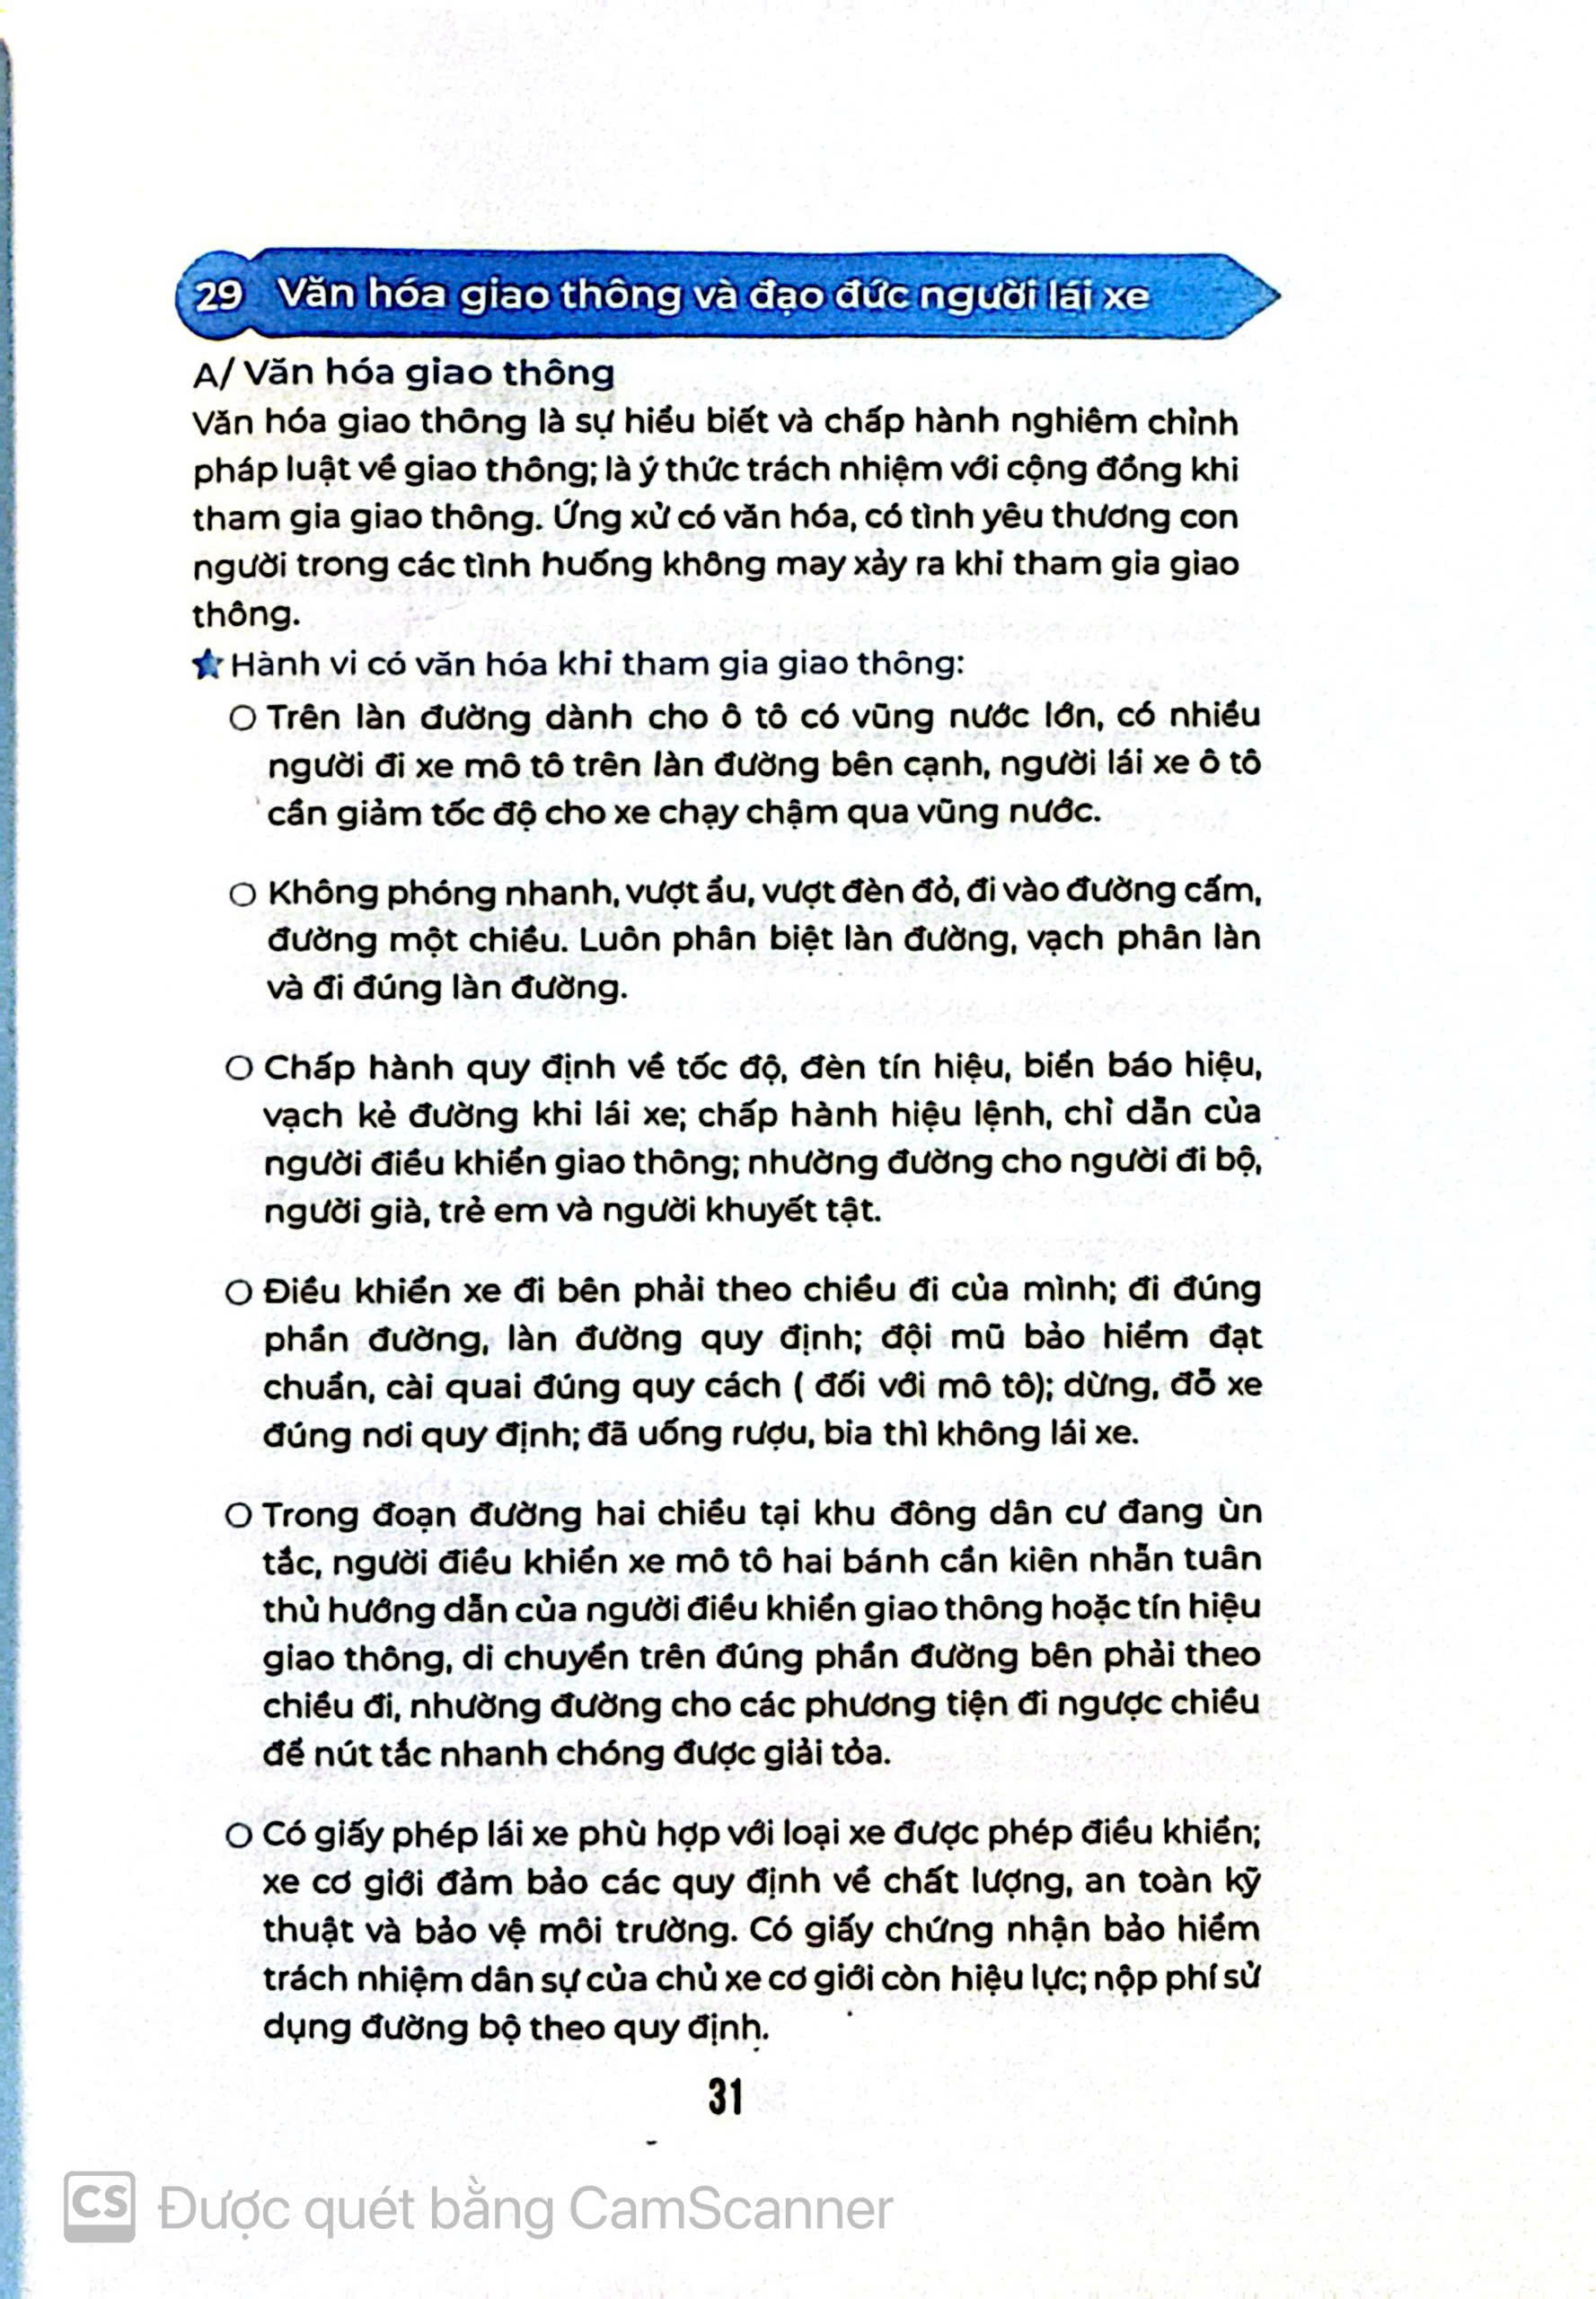 29 Văn hóa giao thông và đạo đức người lái xe
A/ Văn hóa giao thông
Văn hóa giao thông là sự hiểu biết và chấp hành nghiêm chỉnh
pháp luật về giao thông; là ý thức trách nhiệm với cộng đồng khi
tham gia giao thông. Ứng xử có văn hóa, có tình yêu thương con
người trong các tình huống không may xảy ra khi tham gia giao
thông.
Hành vi có văn hóa khi tham gia giao thông:
Trên làn đường dành cho ô tô có vũng nước lớn, có nhiều
người đi xe mô tô trên làn đường bên cạnh, người lái xe ô tô
cần giảm tốc độ cho xe chạy chậm qua vũng nước.
Không phóng nhanh, vượt ẩu, vượt đèn đỏ, đi vào đường cấm,
đường một chiều. Luôn phân biệt làn đường, vạch phân làn
và đi đúng làn đường.
Chấp hành quy định về tốc độ, đèn tín hiệu, biển báo hiệu,
vạch kẻ đường khi lái xe; chấp hành hiệu lệnh, chỉ dẫn của
người điều khiển giao thông; nhường đường cho người đi bộ,
người già, trẻ em và người khuyết tật.
Điều khiển xe đi bên phải theo chiều đi của mình; đi đúng
phần đường, làn đường quy định; đội mũ bảo hiểm đạt
chuẩn, cài quai đúng quy cách ( đối với mô tô); dừng, đỗ xe
đúng nơi quy định; đã uống rượu, bia thì không lái xe.
Trong đoạn đường hai chiều tại khu đông dân cư đang ùn
tắc, người điều khiển xe mô tô hai bánh cần kiên nhẫn tuân
thủ hướng dẫn của người điều khiển giao thông hoặc tín hiệu
giao thông, di chuyển trên đúng phần đường bên phải theo
chiều đi, nhường đường cho các phương tiện đi ngược chiều
để nút tắc nhanh chóng được giải tỏa.
Có giấy phép lái xe phù hợp với loại xe được phép điều khiển;
xe cơ giới đảm bảo các quy định về chất lượng, an toàn kỹ
thuật và bảo vệ môi trường. Có giấy chứng nhận bảo hiểm
trách nhiệm dân sự của chủ xe cơ giới còn hiệu lực; nộp phí sử
dụng đường bộ theo quy định.
31
CS Được quét bằng CamScanner